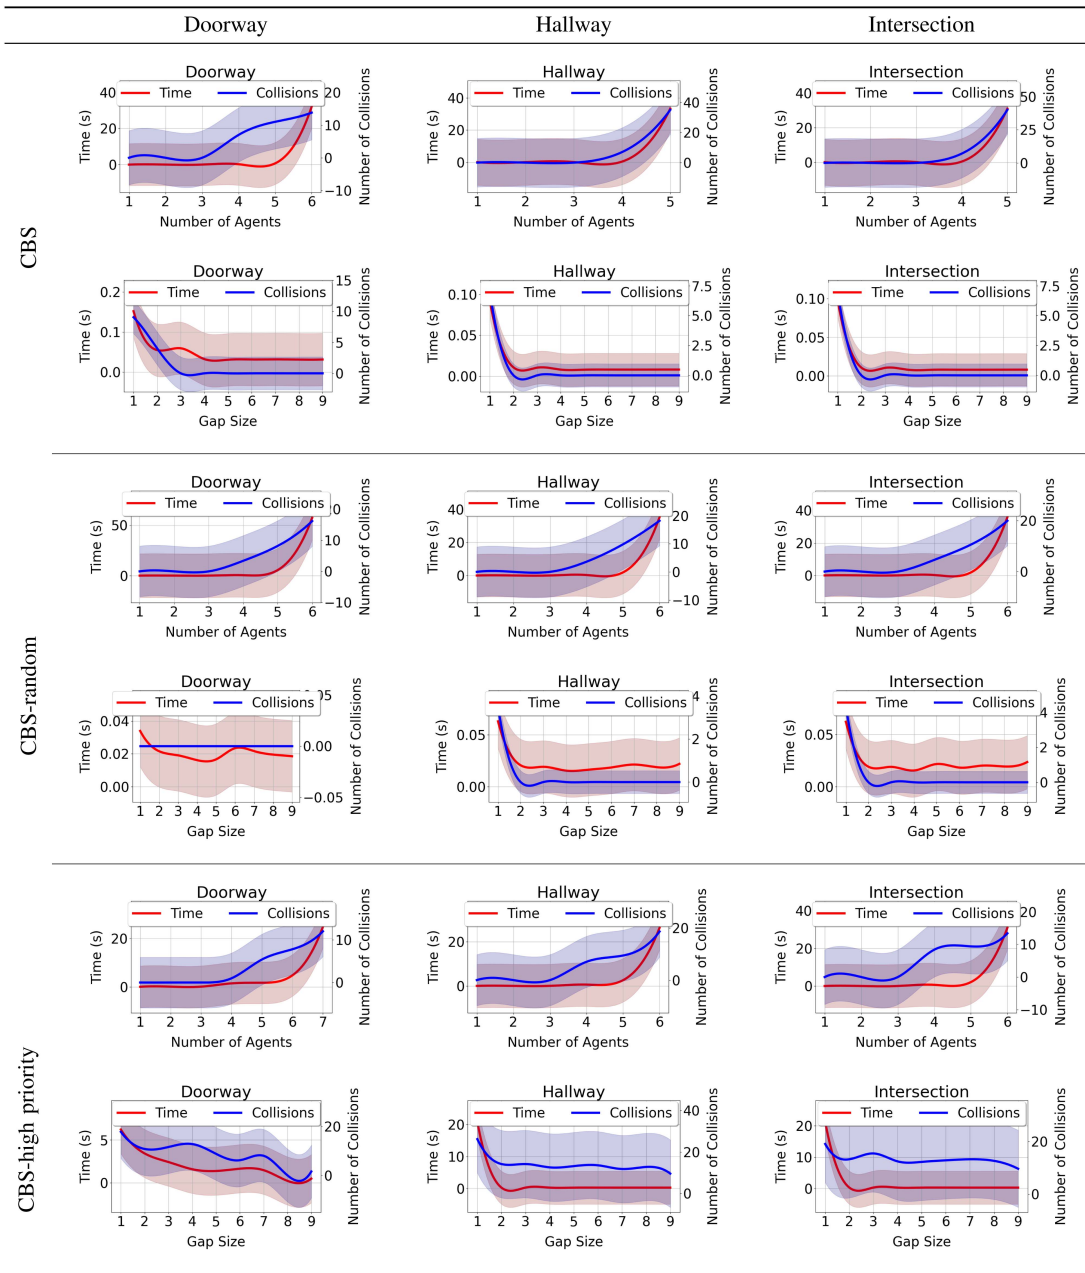 Doorway Hallway Intersection
CBS
Doorway
Time Collisions
Time (s)
40
20
0
20
10
0
−10
Number of Collisions
1 2 3 4 5 6
Number of Agents
Hallway
Time Collisions
Time (s)
40
20
0
40
20
0
Number of Collisions
1 2 3 4 5
Number of Agents
Intersection
Time Collisions
Time (s)
40
20
0
50
25
0
Number of Collisions
1 2 3 4 5
Number of Agents
Doorway
Time Collisions
Time (s)
0.2
0.1
0.0
15
10
5
0
Number of Collisions
1 2 3 4 5 6 7 8 9
Gap Size
Hallway
Time Collisions
Time (s)
0.10
0.05
0.00
7.5
5.0
2.5
0.0
Number of Collisions
1 2 3 4 5 6 7 8 9
Gap Size
Intersection
Time Collisions
Time (s)
0.10
0.05
0.00
7.5
5.0
2.5
0.0
Number of Collisions
1 2 3 4 5 6 7 8 9
Gap Size
CBS-random
Doorway
Time Collisions
Time (s)
50
0
10
0
−10
Number of Collisions
1 2 3 4 5 6
Number of Agents
Hallway
Time Collisions
Time (s)
40
20
0
20
10
0
−10
Number of Collisions
1 2 3 4 5 6
Number of Agents
Intersection
Time Collisions
Time (s)
40
20
0
20
0
Number of Collisions
1 2 3 4 5 6
Number of Agents
Doorway
Time Collisions
Time (s)
0.04
0.02
0.00
0.00
−0.05
Number of Collisions
1 2 3 4 5 6 7 8 9
Gap Size
Hallway
Time Collisions
Time (s)
0.05
0.00
4
2
0
Number of Collisions
1 2 3 4 5 6 7 8 9
Gap Size
Intersection
Time Collisions
Time (s)
0.05
0.00
4
2
0
Number of Collisions
1 2 3 4 5 6 7 8 9
Gap Size
CBS-high priority
Doorway
Time Collisions
Time (s)
20
0
10
0
Number of Collisions
1 2 3 4 5 6 7
Number of Agents
Hallway
Time Collisions
Time (s)
20
0
20
0
Number of Collisions
1 2 3 4 5 6
Number of Agents
Intersection
Time Collisions
Time (s)
40
20
0
20
10
0
−10
Number of Collisions
1 2 3 4 5 6
Number of Agents
Doorway
Time Collisions
Time (s)
5
0
20
0
Number of Collisions
1 2 3 4 5 6 7 8 9
Gap Size
Hallway
Time Collisions
Time (s)
20
10
0
40
20
0
Number of Collisions
1 2 3 4 5 6 7 8 9
Gap Size
Intersection
Time Collisions
Time (s)
20
10
0
20
0
Number of Collisions
1 2 3 4 5 6 7 8 9
Gap Size